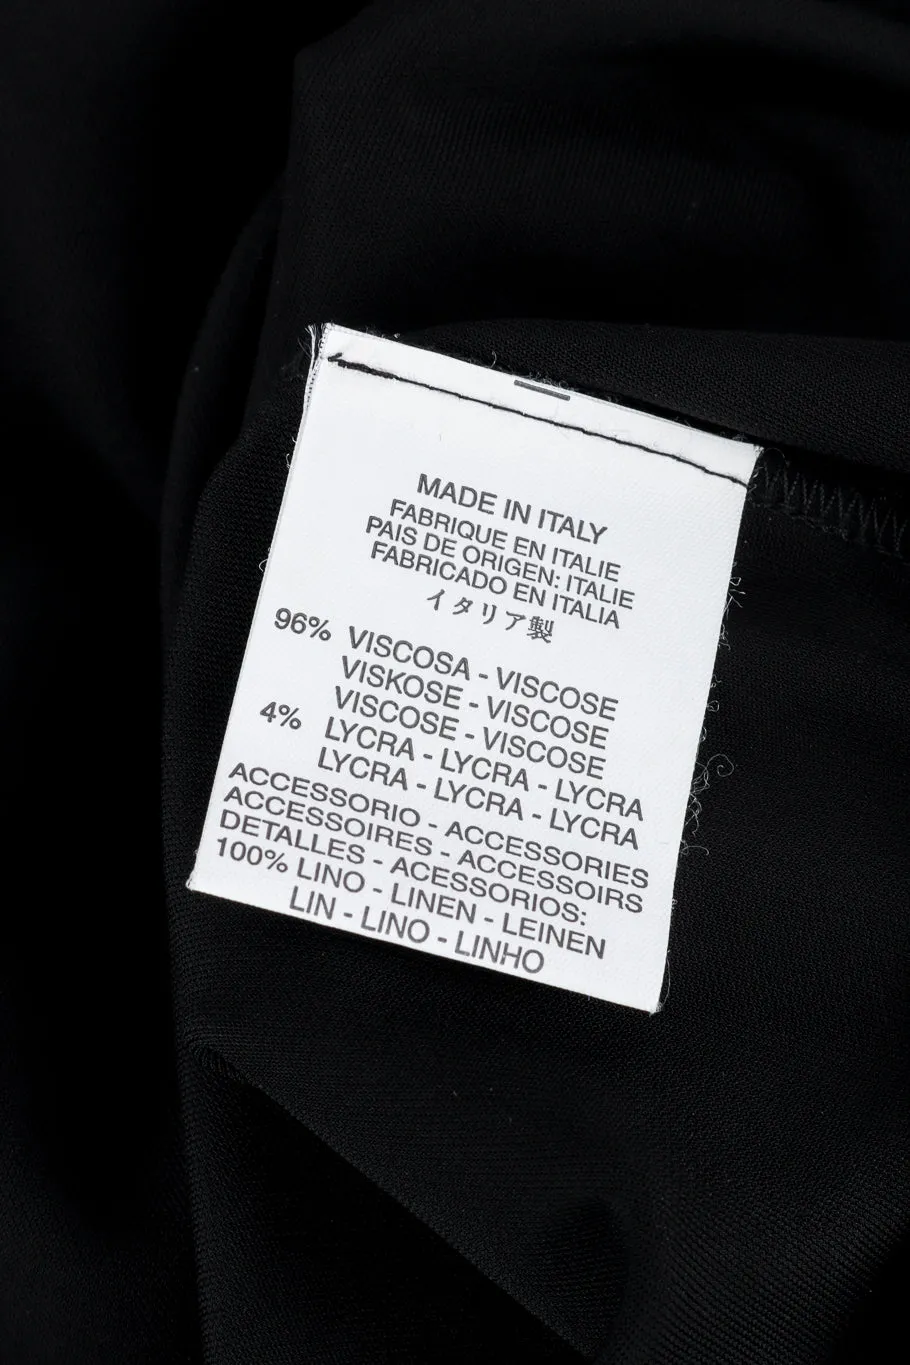 MADE IN ITALY
FABRIQUE EN ITALIE
PAIS DE ORIGEN: ITALIE
FABRICADO EN ITALIA
イタリア製
96% VISCOSA - VISCOSE
VISKOSE - VISCOSE
VISCOSE - VISCOSE
4% LYCRA - LYCRA - LYCRA
LYCRA - LYCRA - LYCRA
ACCESSORIO - ACCESSORIES
ACCESSOIRES - ACCESSOIRS
DETALLES - ACESSORIOS:
100% LINO - LINEN - LEINEN
LIN - LINO - LINHO